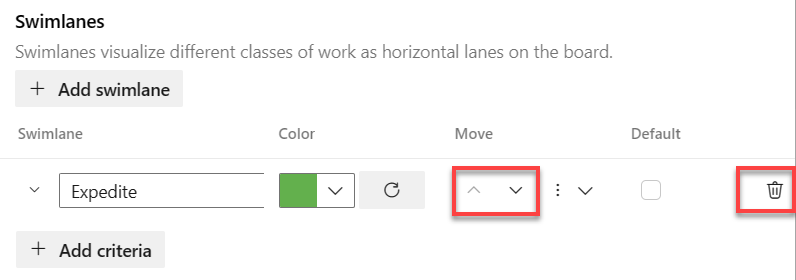 Swimlanes
Swimlanes visualize different classes of work as horizontal lanes on the board.
+ Add swimlane
Swimlane Color Move Default
Expedite
+ Add criteria